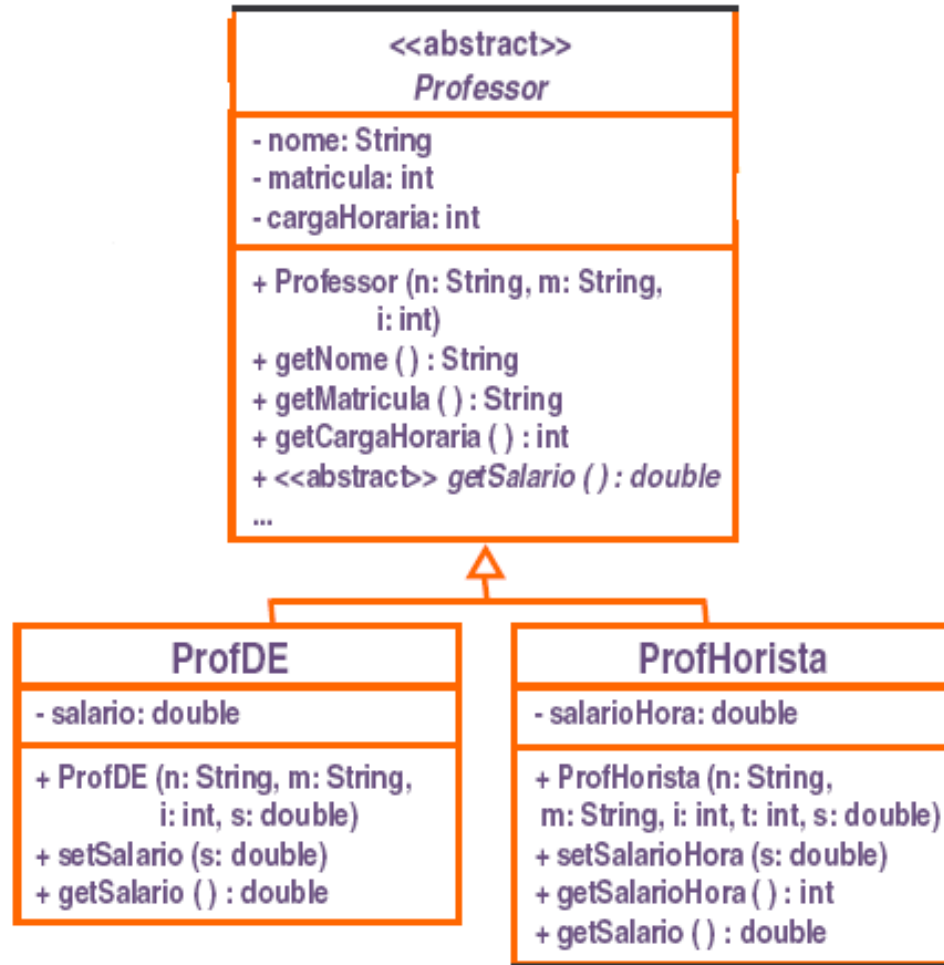 <<abstract>>
Professor
- nome: String
- matricula: int
- cargaHoraria: int
+ Professor (n: String, m: String,
i: int)
+ getNome ( ) : String
+ getMatricula ( ) : String
+ getCargaHoraria ( ) : int
+ <<abstract>> getSalario ( ) : double
...
ProfDE
- salario: double
+ ProfDE (n: String, m: String,
i: int, s: double)
+ setSalario (s: double)
+ getSalario ( ) : double
ProfHorista
- salarioHora: double
+ ProfHorista (n: String,
m: String, i: int, t: int, s: double)
+ setSalarioHora (s: double)
+ getSalarioHora ( ) : int
+ getSalario ( ) : double